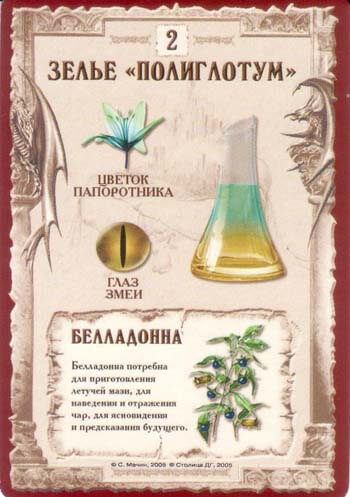 2
ЗЕЛЬЕ «ПОЛИГЛОТУМ»
ЦВЕТОК
ПАПОРОТНИКА
ГЛАЗ
ЗМЕИ
БЕЛЛАДОННА
Белладонна потребна
для приготовления
летучей мази, для
наведения и отражения
чар, для ясновидения
и предсказания будущего.
© С. Мачин, 2005 © Столица ДГ, 2005